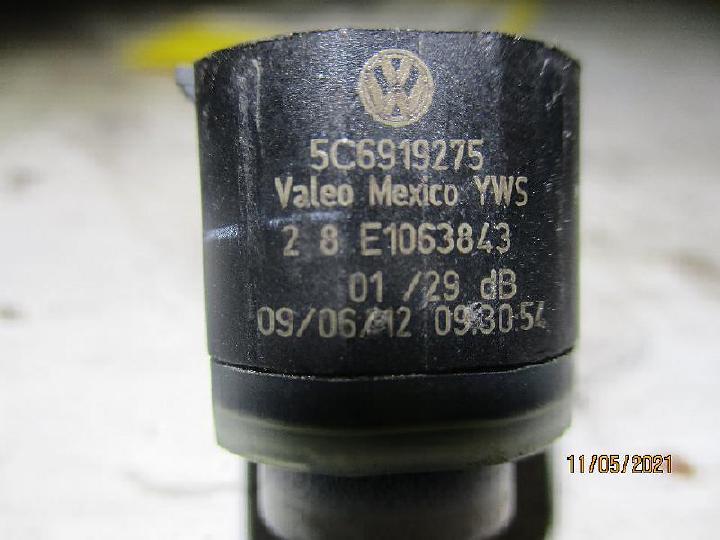 5C6919275
Valeo Mexico YWS
2 8 E1063843
01 /29 dB
09/06/12 09:30:54
11/05/2021